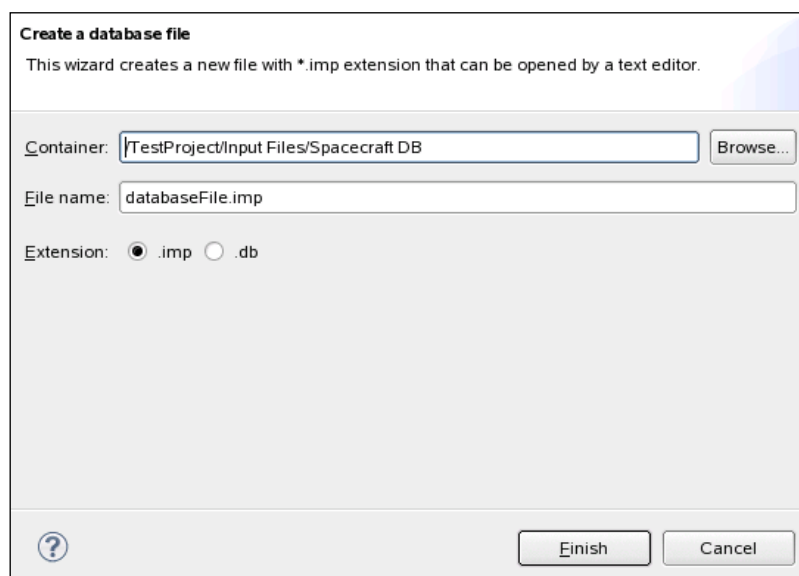 Create a database file
This wizard creates a new file with *.imp extension that can be opened by a text editor.
Container: /TestProject/Input Files/Spacecraft DB Browse...
File name: databaseFile.imp
Extension: .imp .db
? Finish Cancel